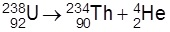 ²³⁸₉₂U → ²³⁴₉₀Th + ⁴₂He